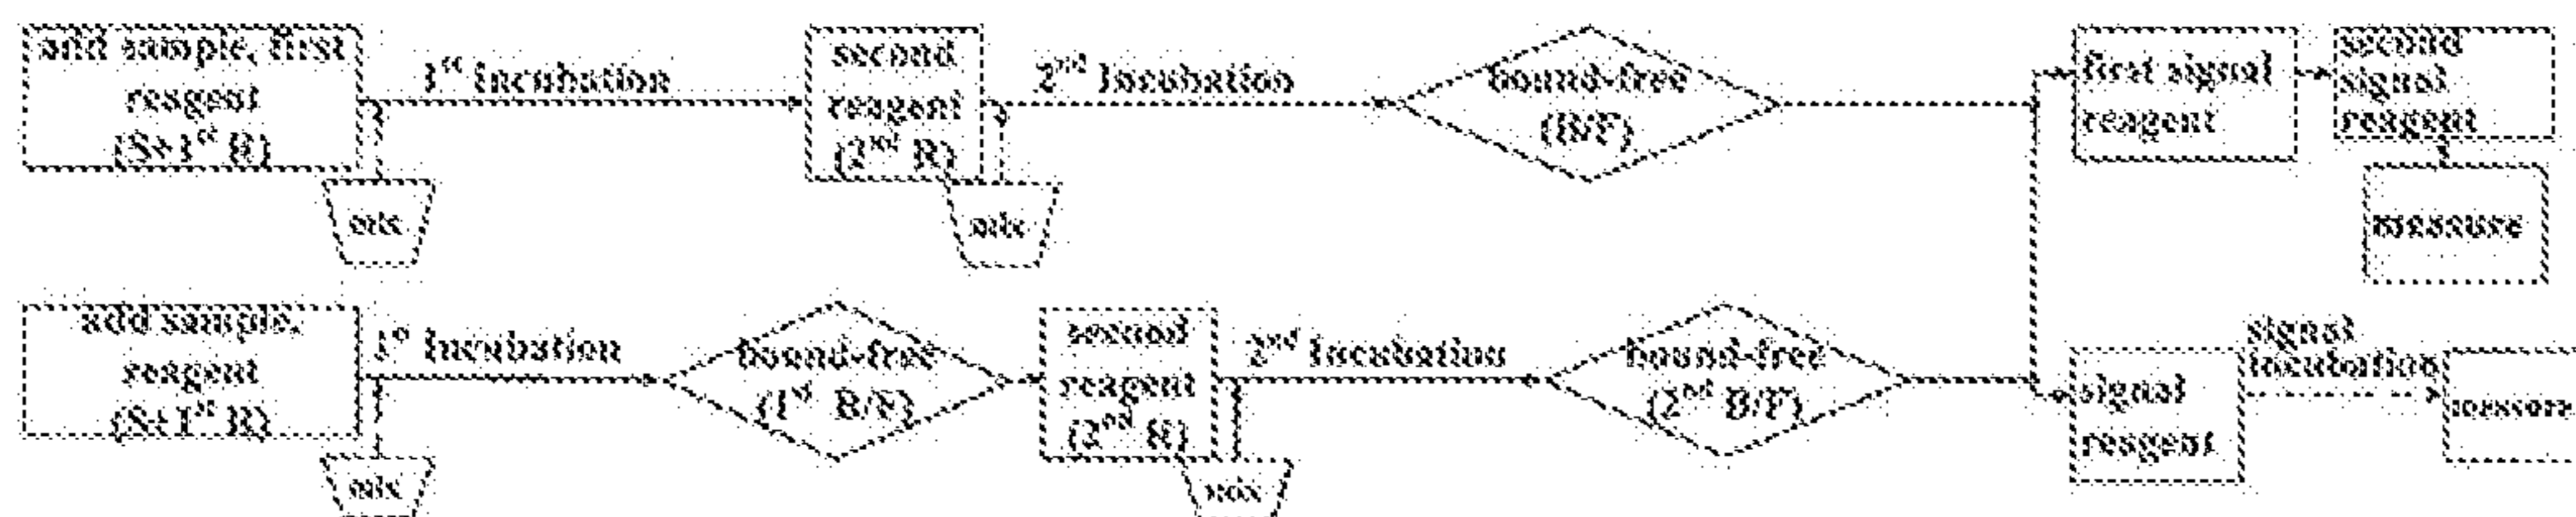 add sample, first
reagent
(S+1st R)
1st Incubation
mix
second
reagent
(2nd R)
2nd Incubation
mix
bound-free
(B/F)
first signal
reagent
second
signal
reagent
measure
add sample,
reagent
(S+1st R)
1st Incubation
mix
bound-free
(1st B/F)
second
reagent
(2nd R)
2nd Incubation
mix
bound-free
(2nd B/F)
signal
reagent
signal
incubation
measure